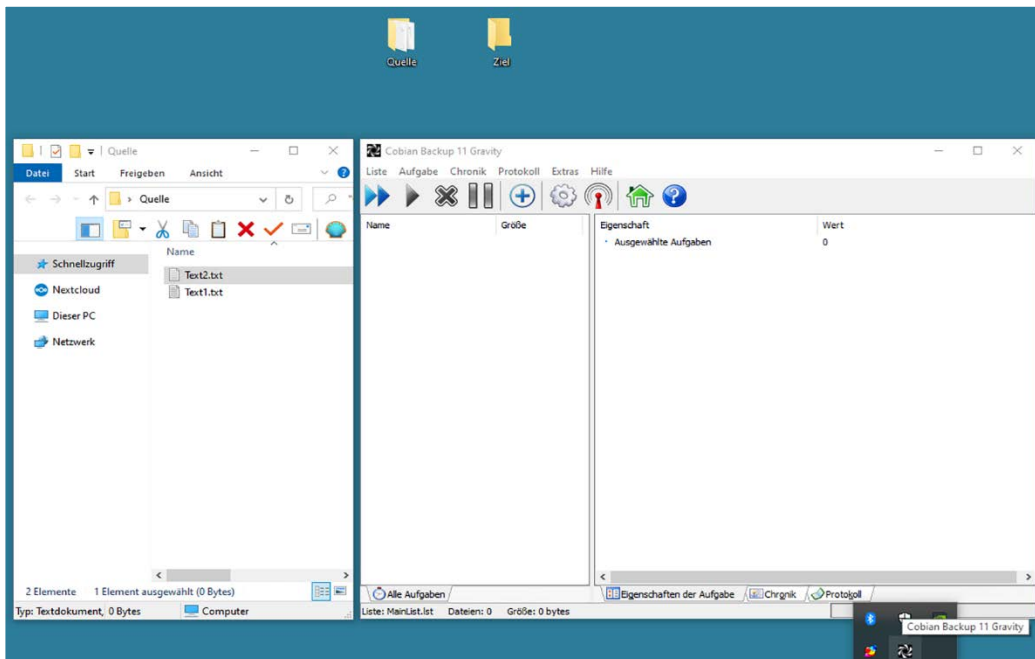 Quelle
Ziel
Quelle
Datei Start Freigeben Ansicht
Quelle
Name
Schnellzugriff
Text2.txt
Nextcloud
Text1.txt
Dieser PC
Netzwerk
2 Elemente 1 Element ausgewählt (0 Bytes)
Typ: Textdokument, 0 Bytes Computer
Cobian Backup 11 Gravity
Liste Aufgabe Chronik Protokoll Extras Hilfe
Name Größe
Eigenschaft Wert
Ausgewählte Aufgaben 0
Alle Aufgaben
Eigenschaften der Aufgabe Chronik Protokoll
Liste: MainList.lst Dateien: 0 Größe: 0 bytes
Cobian Backup 11 Gravity